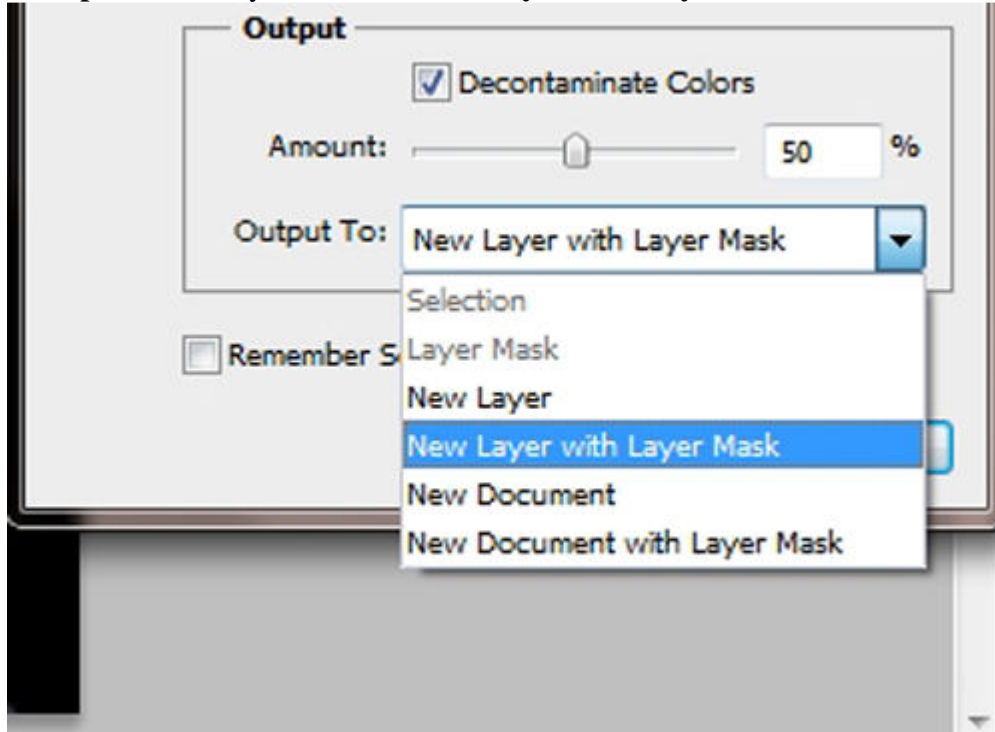 Output
Decontaminate Colors
Amount: 50 %
Output To: New Layer with Layer Mask
Selection
Remember Layer Mask
New Layer
New Layer with Layer Mask
New Document
New Document with Layer Mask